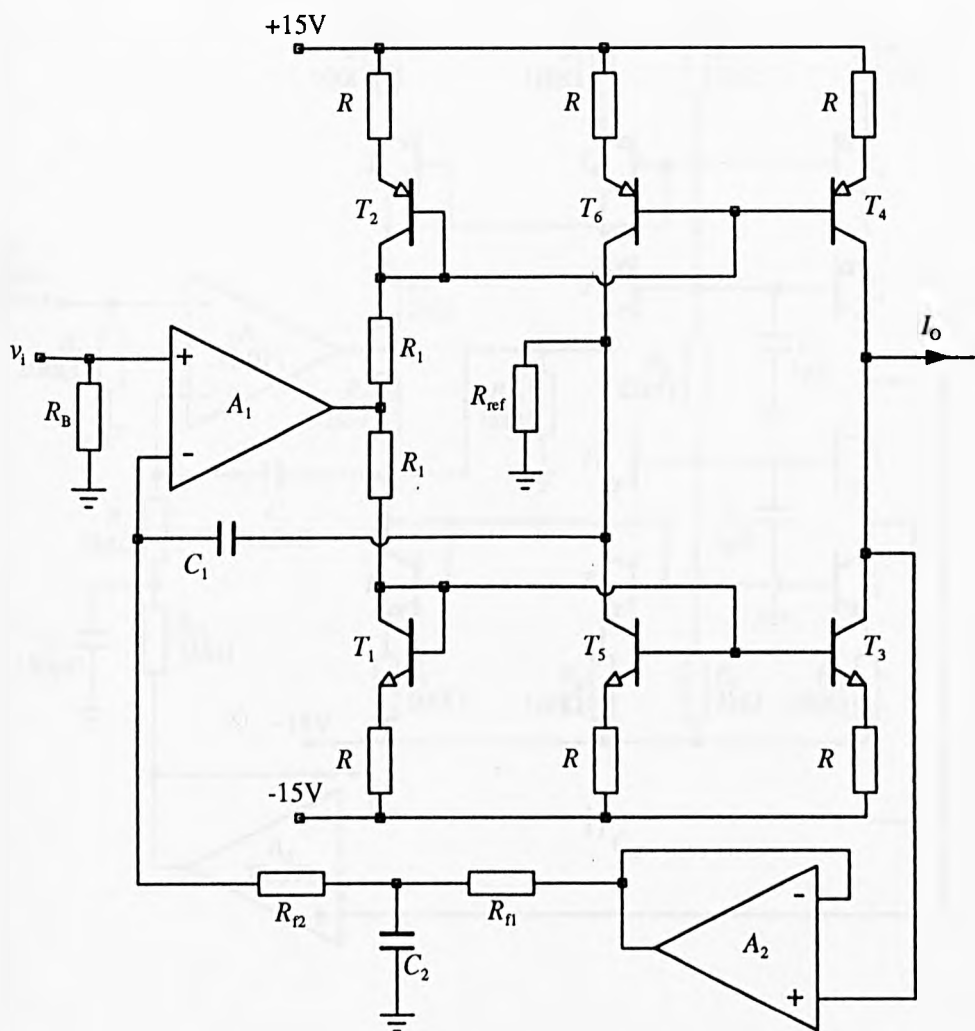 +15V
R
R
R
T2
T6
T4
vi
+
A1
-
RB
R1
R1
Rref
IO
C1
T1
T5
T3
R
R
R
-15V
Rf2
Rf1
C2
-
A2
+